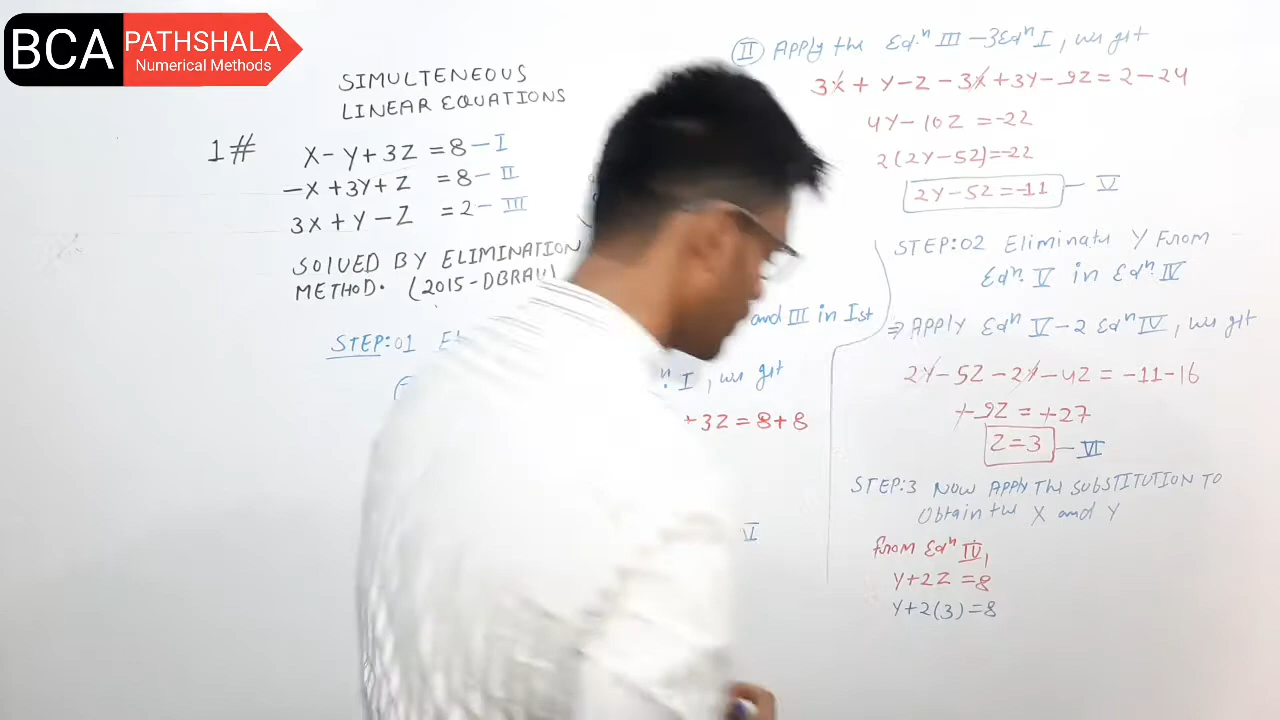 BCA PATHSHALA
Numerical Methods
SIMULTENEOUS
LINEAR EQUATIONS
1# X - Y + 3Z = 8 - I
-X + 3Y + Z = 8 - II
3X + Y - Z = 2 - III
SOLVED BY ELIMINATION
METHOD. (2015-DBRAU)
STEP:01
and III in Ist
I, we get
+3Z = 8+8
II Apply the Eqn III - 3Eqn I, we get
3X + Y - Z - 3X + 3Y - 9Z = 2 - 24
4Y - 10Z = -22
2(2Y - 5Z) = -22
2Y - 5Z = -11 - V
STEP:02 Eliminate Y From
Eqn. V in Eqn. IV
⇒ Apply Eqn V - 2 Eqn IV, we get
2Y - 5Z - 2Y - 4Z = -11 - 16
+9Z = +27
Z = 3 - VI
STEP:3 NOW APPLY THE SUBSTITUTION TO
Obtain the X and Y
from Eqn IV,
Y + 2Z = 8
Y + 2(3) = 8